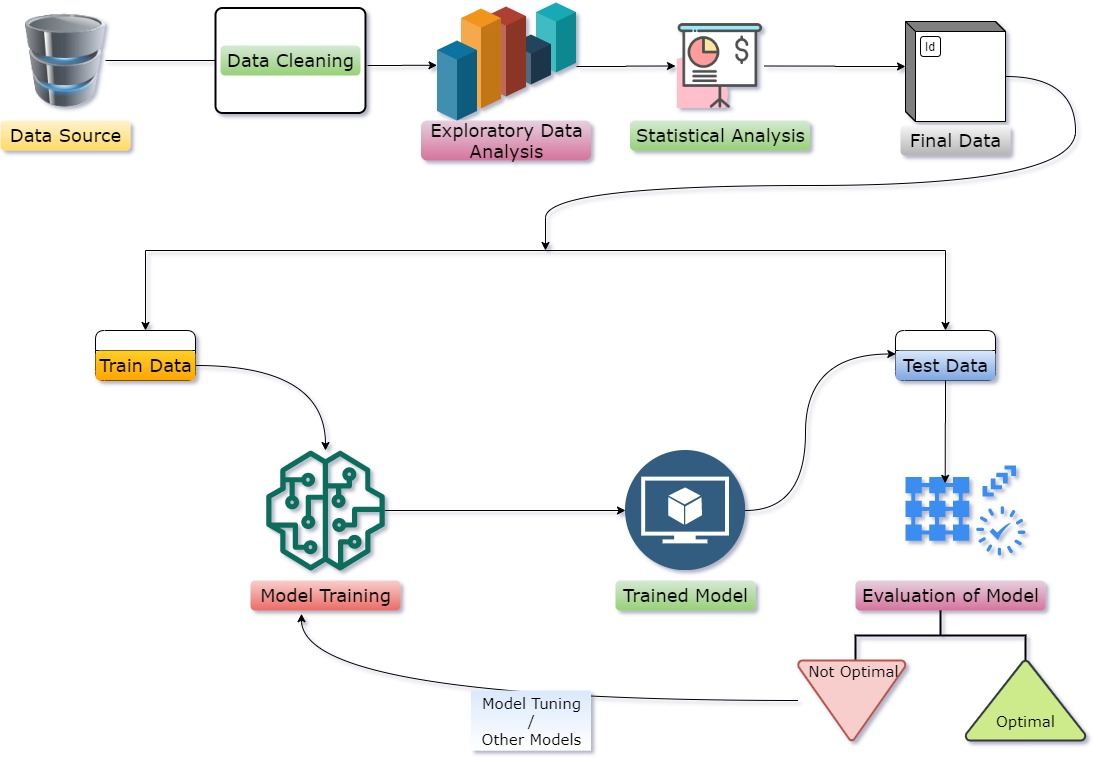 Data Source
Data Cleaning
Exploratory Data
Analysis
Statistical Analysis
$
Id
Final Data
Train Data
Test Data
Model Training
Trained Model
Evaluation of Model
Not Optimal
Optimal
Model Tuning
/
Other Models